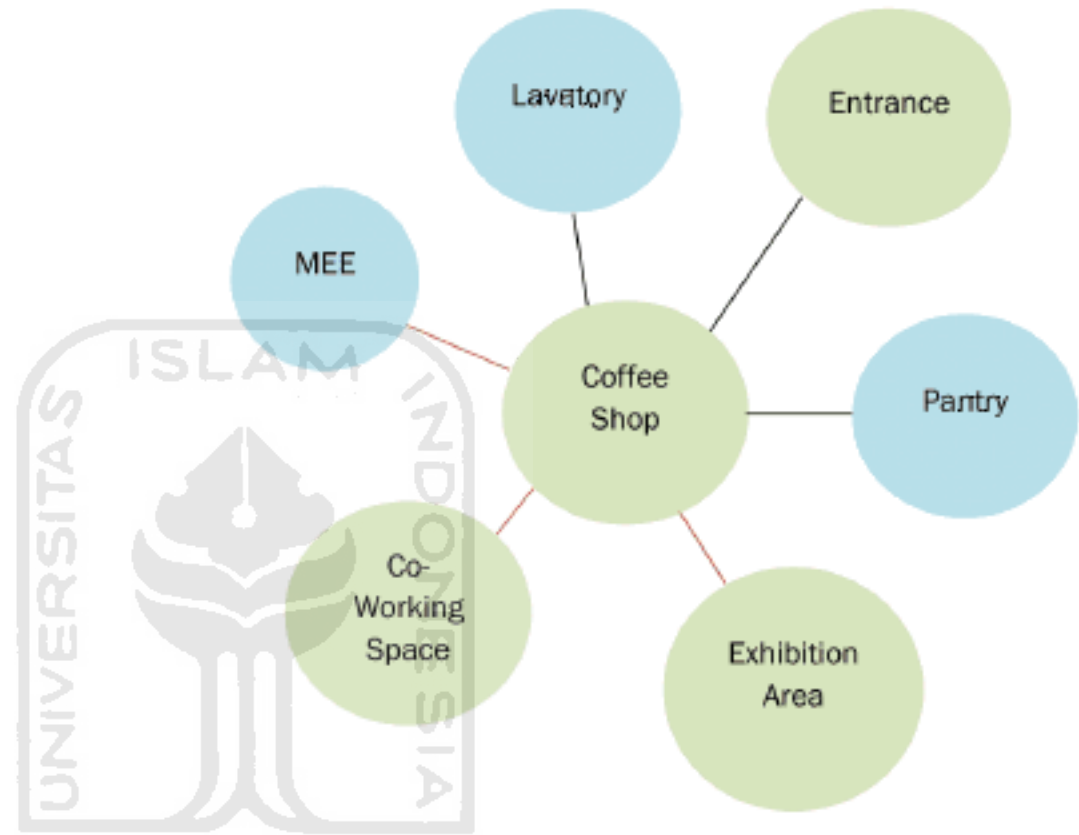 Lavatory
Entrance
MEE
Coffee
Shop
Pantry
Co-
Working
Space
Exhibition
Area
ISLAM
UNIVERSITAS
INDONESIA